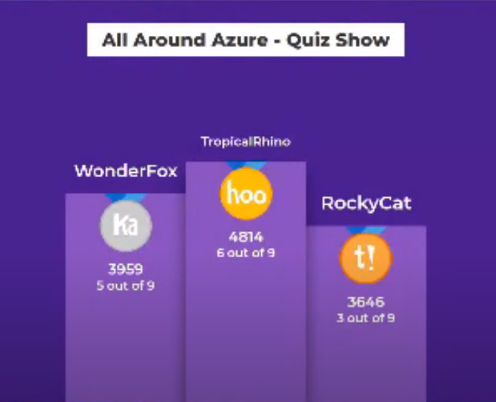 All Around Azure - Quiz Show
TropicalRhino
WonderFox
hoo
RockyCat
Ka
4814
6 out of 9
t!
3959
5 out of 9
3646
3 out of 9